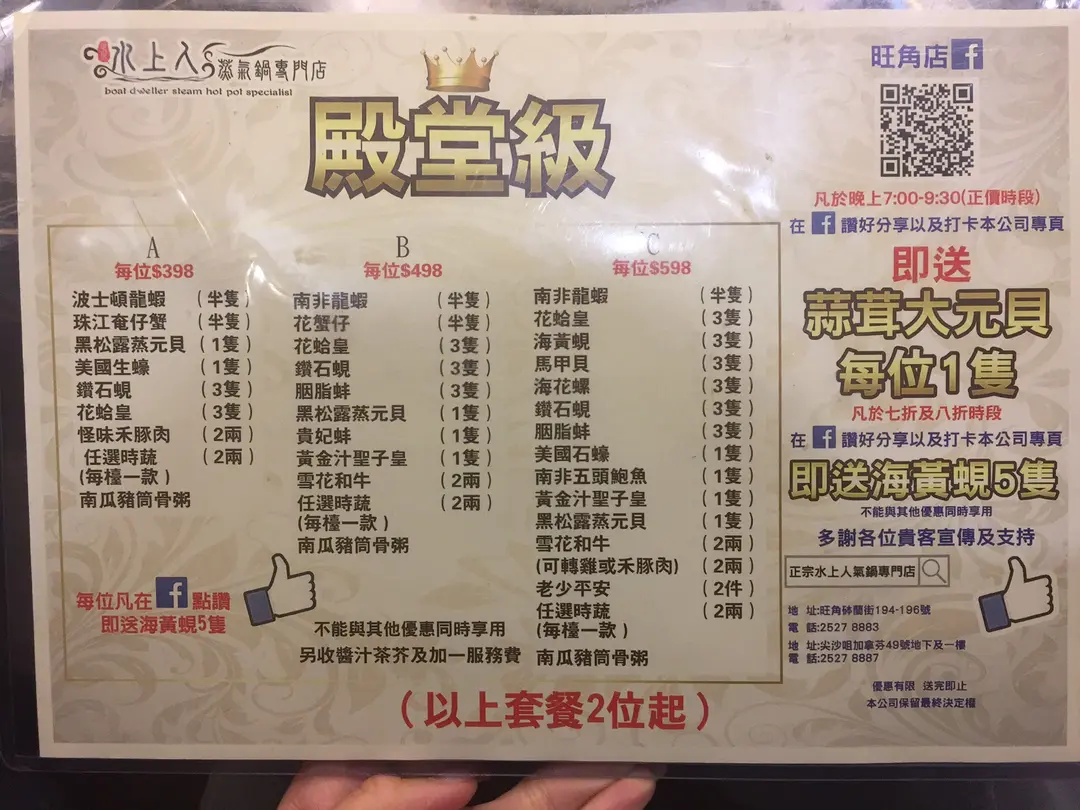 水上人蒸氣鍋專門店
boat dweller steam hot pot specialist
殿堂級
A
每位$398
波士頓龍蝦 (半隻)
珠江奄仔蟹 (半隻)
黑松露蒸元貝 (1隻)
美國生蠔 (1隻)
鑽石蜆 (3隻)
花蛤皇 (3隻)
怪味禾豚肉 (2兩)
任選時蔬 (2兩)
(每檯一款)
南瓜豬筒骨粥
每位凡在f點讚
即送海黃蜆5隻
B
每位$498
南非龍蝦 (半隻)
花蟹仔 (半隻)
花蛤皇 (3隻)
鑽石蜆 (3隻)
胭脂蚌 (3隻)
黑松露蒸元貝 (1隻)
貴妃蚌 (1隻)
黃金汁聖子皇 (1隻)
雪花和牛 (2兩)
任選時蔬 (2兩)
(每檯一款)
南瓜豬筒骨粥
不能與其他優惠同時享用
另收醬汁茶芥及加一服務費
C
每位$598
南非龍蝦 (半隻)
花蛤皇 (3隻)
海黃蜆 (3隻)
馬甲貝 (3隻)
海花螺 (3隻)
鑽石蜆 (3隻)
胭脂蚌 (3隻)
美國石蠔 (1隻)
南非五頭鮑魚 (1隻)
黃金汁聖子皇 (1隻)
黑松露蒸元貝 (1隻)
雪花和牛 (2兩)
(可轉雞或禾豚肉) (2兩)
老少平安 (2件)
任選時蔬 (2兩)
(每檯一款)
南瓜豬筒骨粥
(以上套餐2位起)
旺角店f
凡於晚上7:00-9:30(正價時段)
在f讚好分享以及打卡本公司專頁
即送
蒜茸大元貝
每位1隻
凡於七折及八折時段
在f讚好分享以及打卡本公司專頁
即送海黃蜆5隻
不能與其他優惠同時享用
多謝各位貴客宣傳及支持
正宗水上人氣鍋專門店
地 址:旺角砵蘭街194-196號
電 話:2527 8883
地 址:尖沙咀加拿芬49號地下及一樓
電 話:2527 8887
優惠有限 送完即止
本公司保留最終決定權